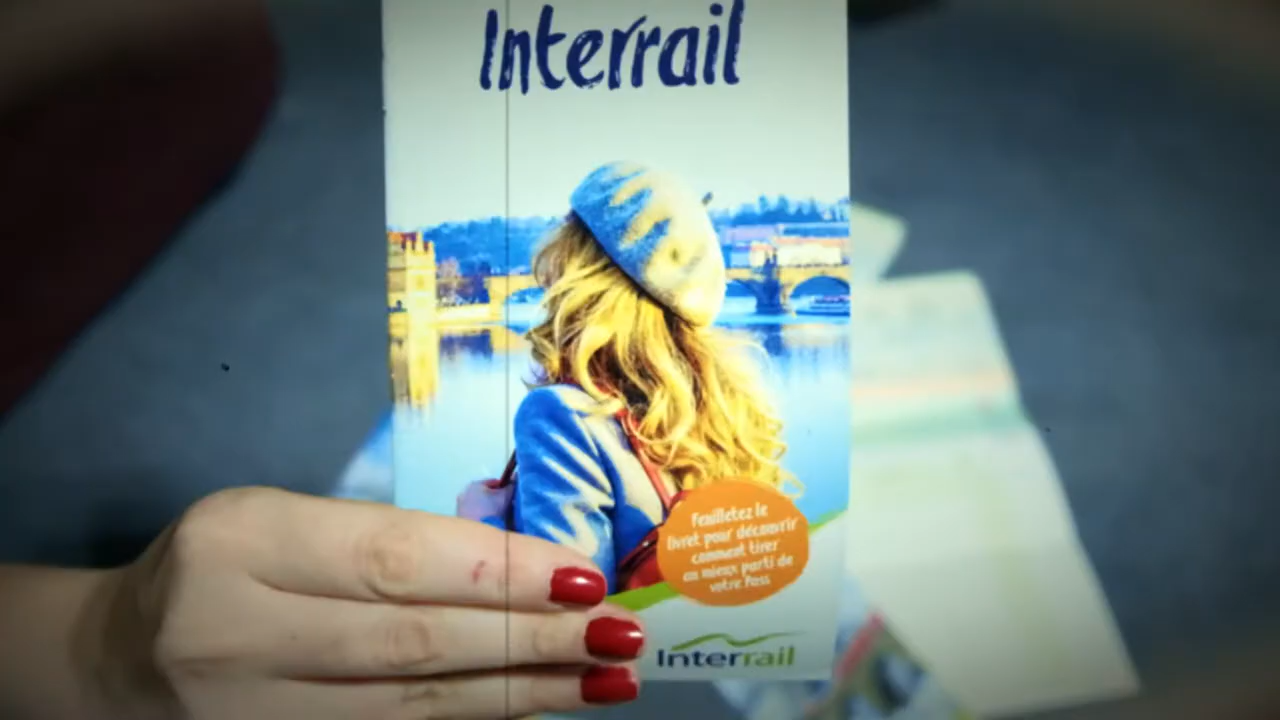 Interrail
Feuilletez le
livret pour découvrir
comment tirer
au mieux parti de
votre Pass
Interrail